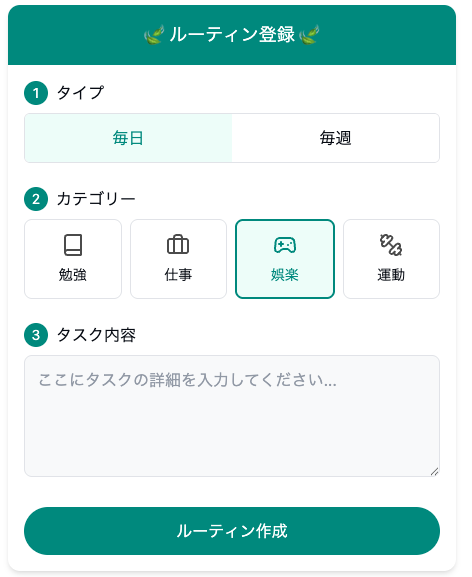 🌿 ルーティン登録 🌿
1 タイプ
毎日 毎週
2 カテゴリー
勉強 仕事 娯楽 運動
3 タスク内容
ここにタスクの詳細を入力してください...
ルーティン作成